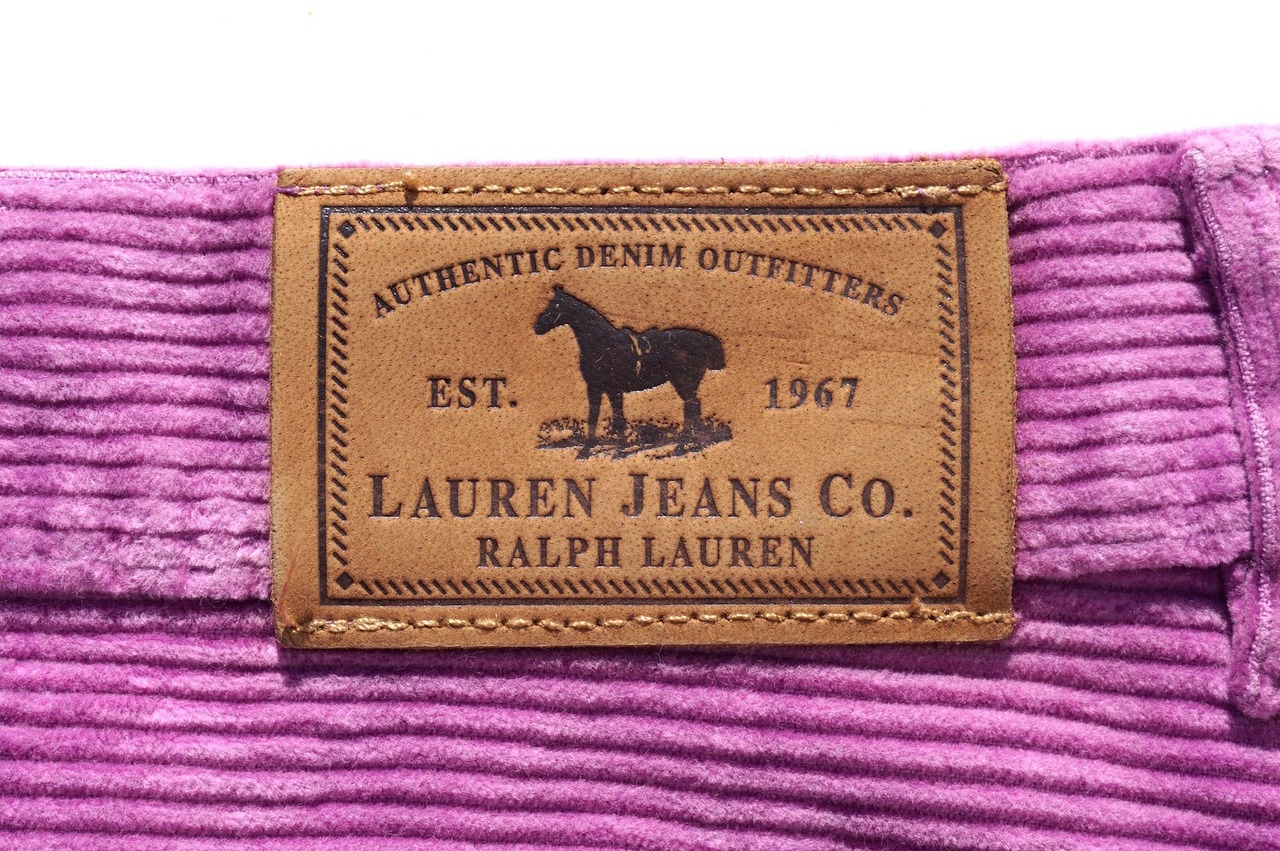 AUTHENTIC DENIM OUTFITTERS
EST. 1967
LAUREN JEANS CO.
RALPH LAUREN